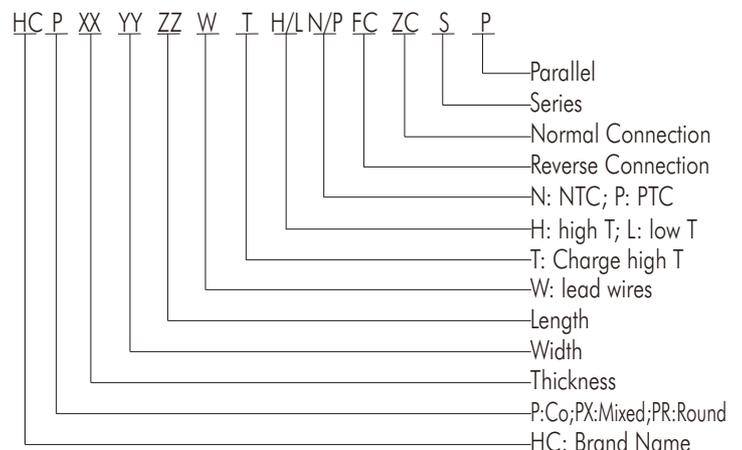 HC P XX YY ZZ W T H/L N/P FC ZC S P
Parallel
Series
Normal Connection
Reverse Connection
N: NTC; P: PTC
H: high T; L: low T
T: Charge high T
W: lead wires
Length
Width
Thickness
P:Co;PX:Mixed;PR:Round
HC: Brand Name